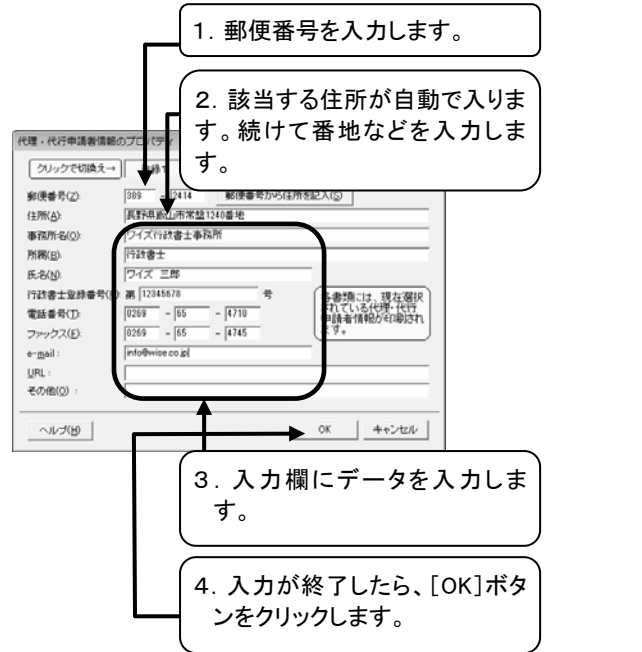 1. 郵便番号を入力します。
2. 該当する住所が自動で入りま
す。続けて番地などを入力しま
す。
代理・代行申請者情報のプロパティ
クリックで切換え→
郵便番号(Z): 389 - 2414 郵便番号から住所を記入(S)
住所(A): 長野県飯山市常盤1240番地
事務所名(O): ワイズ行政書士事務所
所属(B): 行政書士
氏名(N): ワイズ 三郎
行政書士登録番号 第 12345678 号
電話番号(T): 0269 - 65 - 4710
ファックス(F): 0269 - 65 - 4745
e-mail : info@wise.co.jp
URL :
その他(O) :
各書類には、現在選択
されている代理・代行
申請者情報が印刷され
ます。
ヘルプ(H) OK キャンセル
3. 入力欄にデータを入力しま
す。
4. 入力が終了したら、[OK]ボタ
ンをクリックします。